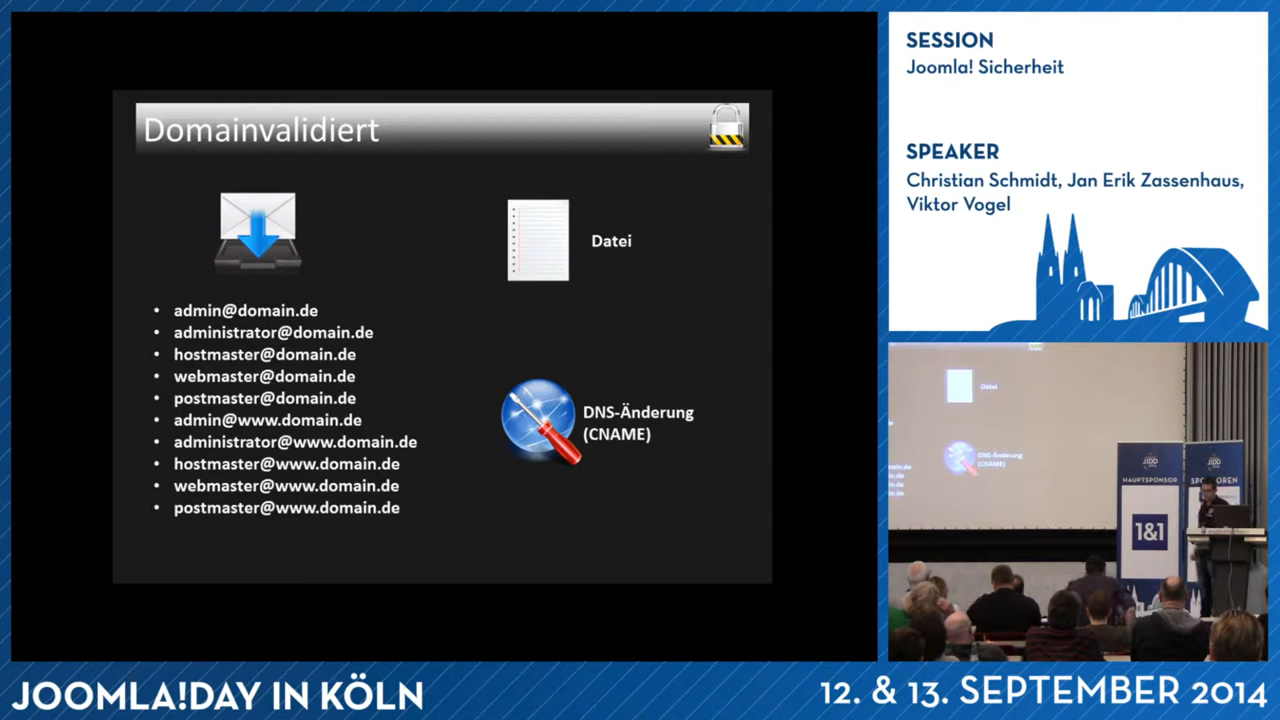 Domainvalidiert
• admin@domain.de
• administrator@domain.de
• hostmaster@domain.de
• webmaster@domain.de
• postmaster@domain.de
• admin@www.domain.de
• administrator@www.domain.de
• hostmaster@www.domain.de
• webmaster@www.domain.de
• postmaster@www.domain.de
Datei
DNS-Änderung
(CNAME)
SESSION
Joomla! Sicherheit
SPEAKER
Christian Schmidt, Jan Erik Zassenhaus,
Viktor Vogel
Datei
DNS-Änderung
(CNAME)
JDD
JDD
HAUPTSPONSOR
1&1
JOOMLA!DAY IN KÖLN
12. & 13. SEPTEMBER 2014